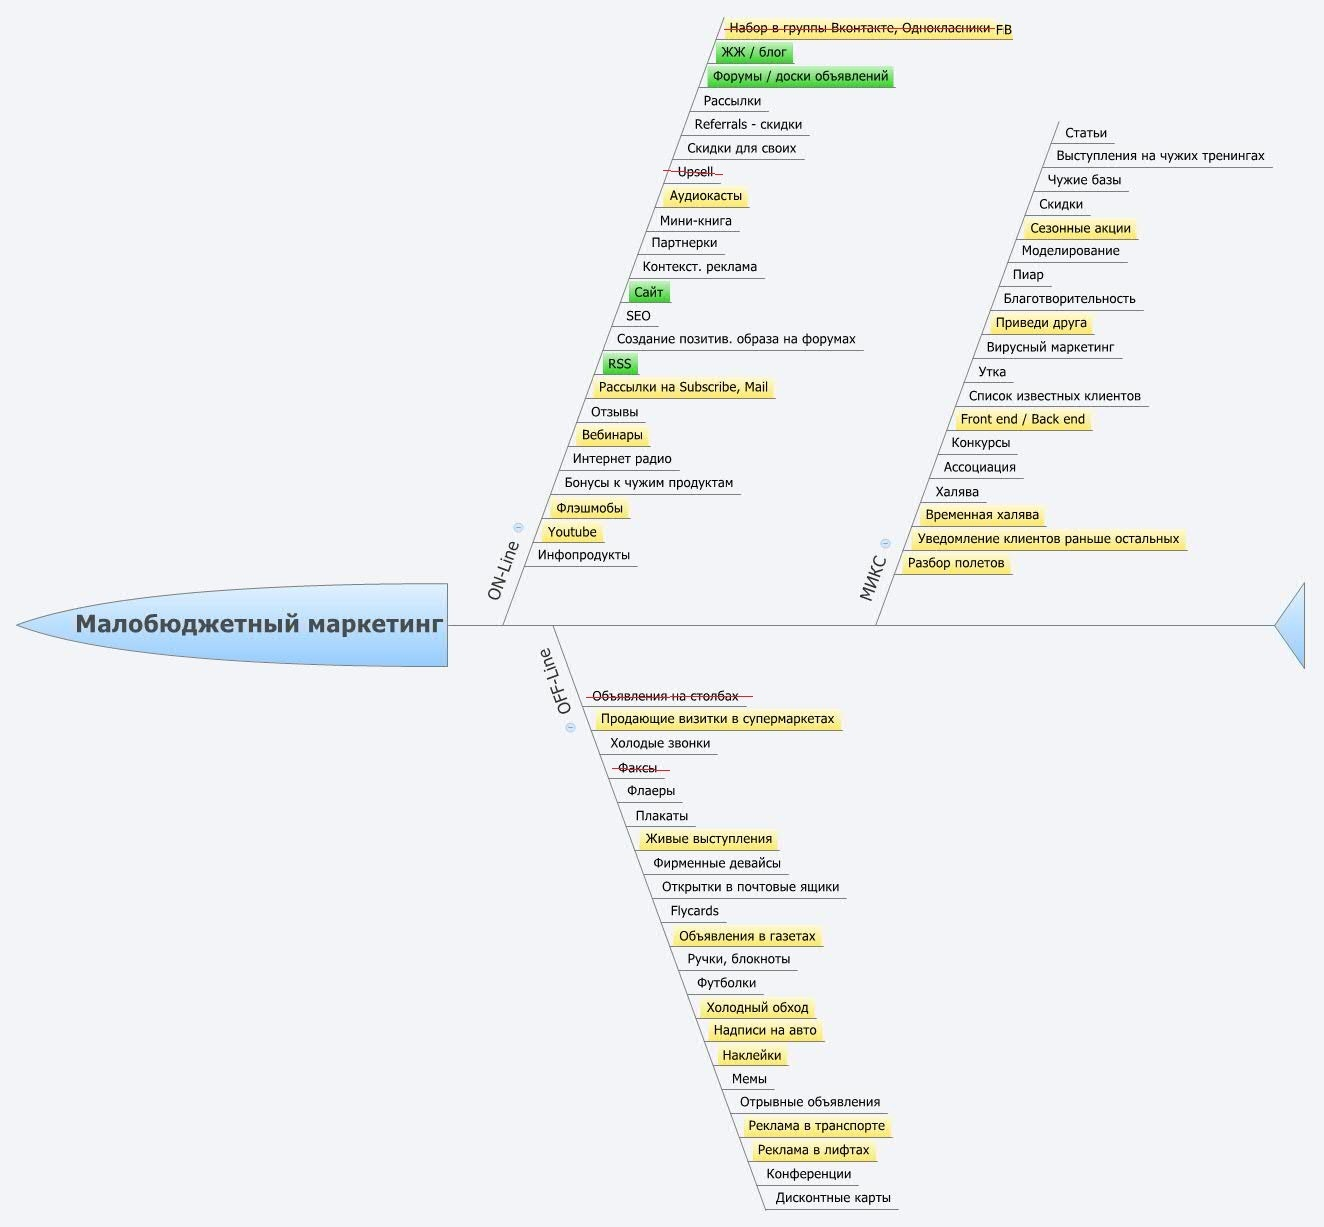 Набор в группы Вконтакте, Однокласники FB
ЖЖ / блог
Форумы / доски объявлений
Рассылки
Referrals - скидки
Скидки для своих
Upsell
Аудиокасты
Мини-книга
Партнерки
Контекст. реклама
Сайт
SEO
Создание позитив. образа на форумах
RSS
Рассылки на Subscribe, Mail
Отзывы
Вебинары
Интернет радио
Бонусы к чужим продуктам
Флэшмобы
Youtube
Инфопродукты
ON-Line
Статьи
Выступления на чужих тренингах
Чужие базы
Скидки
Сезонные акции
Моделирование
Пиар
Благотворительность
Приведи друга
Вирусный маркетинг
Утка
Список известных клиентов
Front end / Back end
Конкурсы
Ассоциация
Халява
Временная халява
Уведомление клиентов раньше остальных
Разбор полетов
МИКС
Малобюджетный маркетинг
OFF-Line
Объявления на столбах
Продающие визитки в супермаркетах
Холодые звонки
Факсы
Флаеры
Плакаты
Живые выступления
Фирменные девайсы
Открытки в почтовые ящики
Flycards
Объявления в газетах
Ручки, блокноты
Футболки
Холодный обход
Надписи на авто
Наклейки
Мемы
Отрывные объявления
Реклама в транспорте
Реклама в лифтах
Конференции
Дисконтные карты